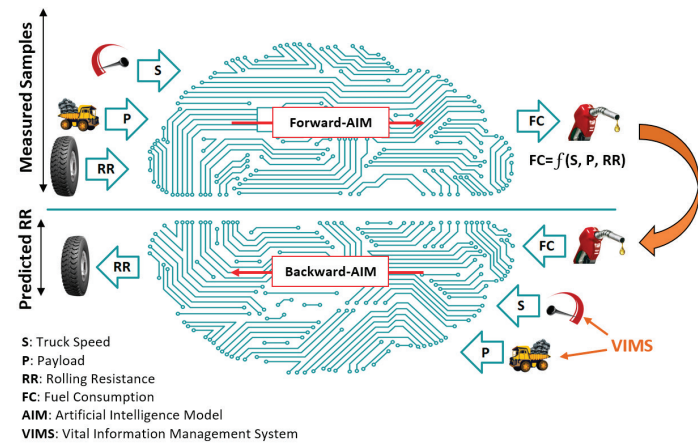 Measured Samples
S
P
RR
Forward-AIM
FC
FC=ƒ(S, P, RR)
Predicted RR
RR
Backward-AIM
FC
S
P
VIMS
S: Truck Speed
P: Payload
RR: Rolling Resistance
FC: Fuel Consumption
AIM: Artificial Intelligence Model
VIMS: Vital Information Management System